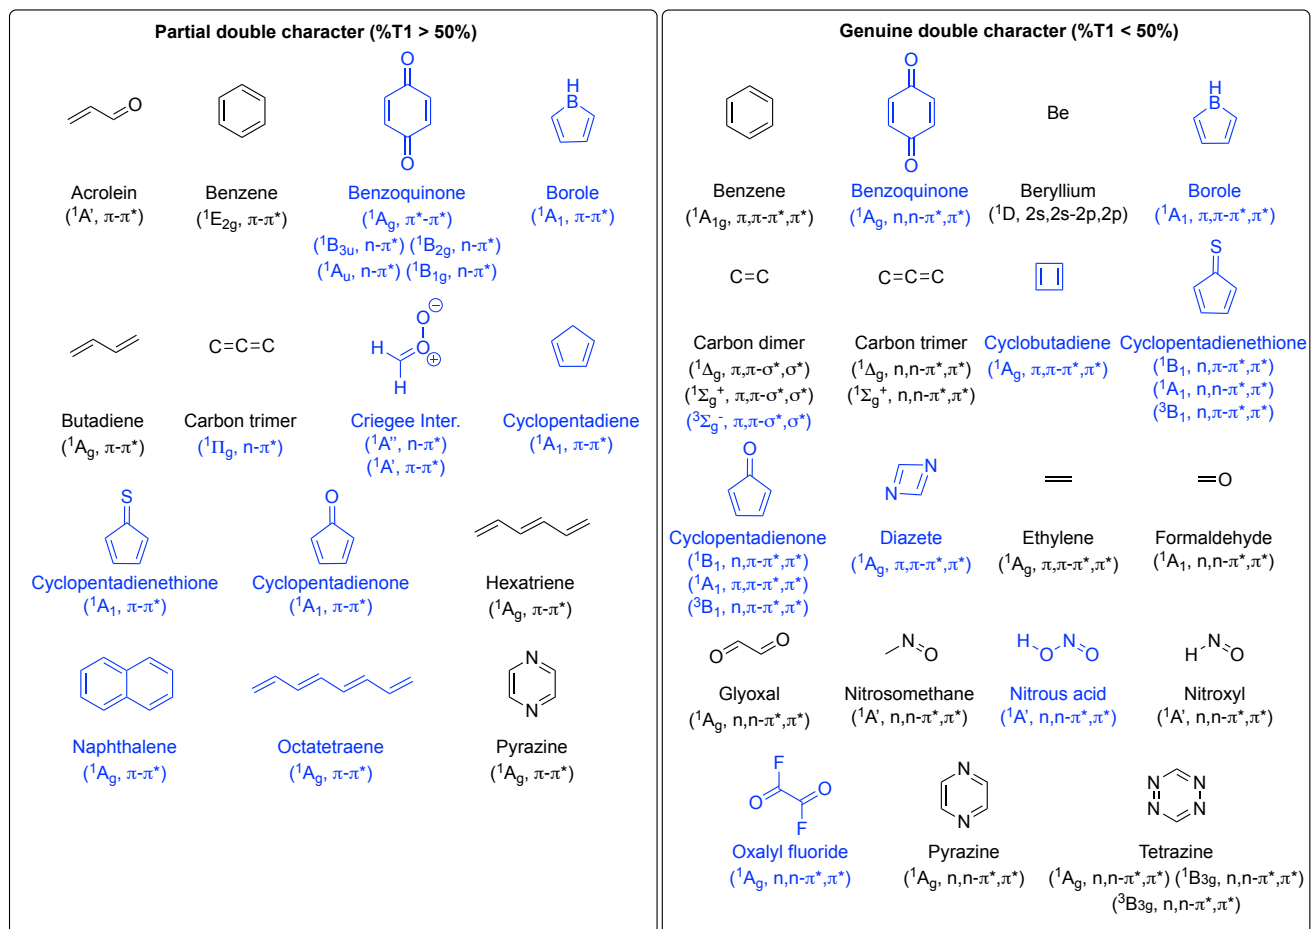 Partial double character (%T1 > 50%)
O
O
H
B
O
Acrolein
(¹A', π-π*)
Benzene
(¹E₂g, π-π*)
Benzoquinone
(¹Ag, π*-π*)
(¹B₃u, n-π*) (¹B₂g, n-π*)
(¹Au, n-π*) (¹B₁g, n-π*)
Borole
(¹A₁, π-π*)
C=C=C
O⊖
O
⊕
H
H
Butadiene
(¹Ag, π-π*)
Carbon trimer
(¹Πg, n-π*)
Criegee Inter.
(¹A'', n-π*)
(¹A', π-π*)
Cyclopentadiene
(¹A₁, π-π*)
S
O
Cyclopentadienethione
(¹A₁, π-π*)
Cyclopentadienone
(¹A₁, π-π*)
Hexatriene
(¹Ag, π-π*)
N
N
Naphthalene
(¹Ag, π-π*)
Octatetraene
(¹Ag, π-π*)
Pyrazine
(¹Ag, π-π*)
Genuine double character (%T1 < 50%)
O
O
Be
H
B
Benzene
(¹A₁g, π,π-π*,π*)
Benzoquinone
(¹Ag, n,n-π*,π*)
Beryllium
(¹D, 2s,2s-2p,2p)
Borole
(¹A₁, π,π-π*,π*)
C=C
C=C=C
S
Carbon dimer
(¹Δg, π,π-σ*,σ*)
(¹Σg⁺, π,π-σ*,σ*)
(³Σg⁻, π,π-σ*,σ*)
Carbon trimer
(¹Δg, n,n-π*,π*)
(¹Σg⁺, n,n-π*,π*)
Cyclobutadiene
(¹Ag, π,π-π*,π*)
Cyclopentadienethione
(¹B₁, n,π-π*,π*)
(¹A₁, n,n-π*,π*)
(³B₁, n,π-π*,π*)
O
N
N
O
Cyclopentadienone
(¹B₁, n,π-π*,π*)
(¹A₁, π,π-π*,π*)
(³B₁, n,π-π*,π*)
Diazete
(¹Ag, π,π-π*,π*)
Ethylene
(¹Ag, π,π-π*,π*)
Formaldehyde
(¹A₁, n,n-π*,π*)
O
O
N
O
H
O
N
O
H
N
O
Glyoxal
(¹Ag, n,n-π*,π*)
Nitrosomethane
(¹A', n,n-π*,π*)
Nitrous acid
(¹A', n,n-π*,π*)
Nitroxyl
(¹A', n,n-π*,π*)
F
O
O
F
N
N
N
N
N
N
Oxalyl fluoride
(¹Ag, n,n-π*,π*)
Pyrazine
(¹Ag, n,n-π*,π*)
Tetrazine
(¹Ag, n,n-π*,π*) (¹B₃g, n,n-π*,π*)
(³B₃g, n,n-π*,π*)